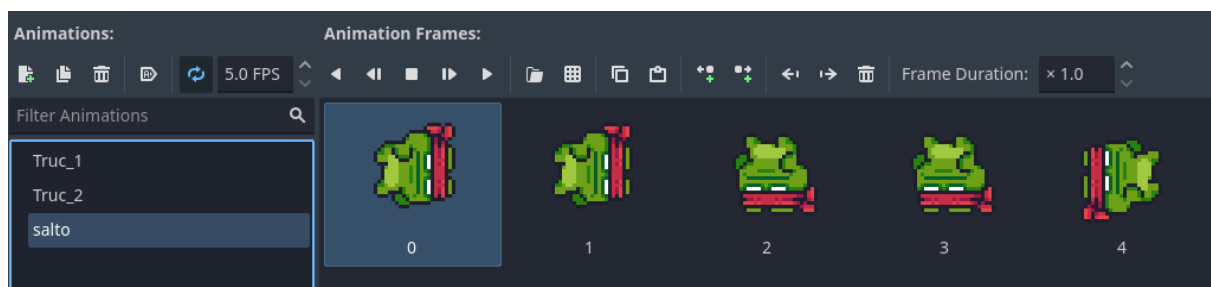 Animations:
Animation Frames:
5.0 FPS
Frame Duration:
× 1.0
Filter Animations
Truc_1
Truc_2
salto
0
1
2
3
4